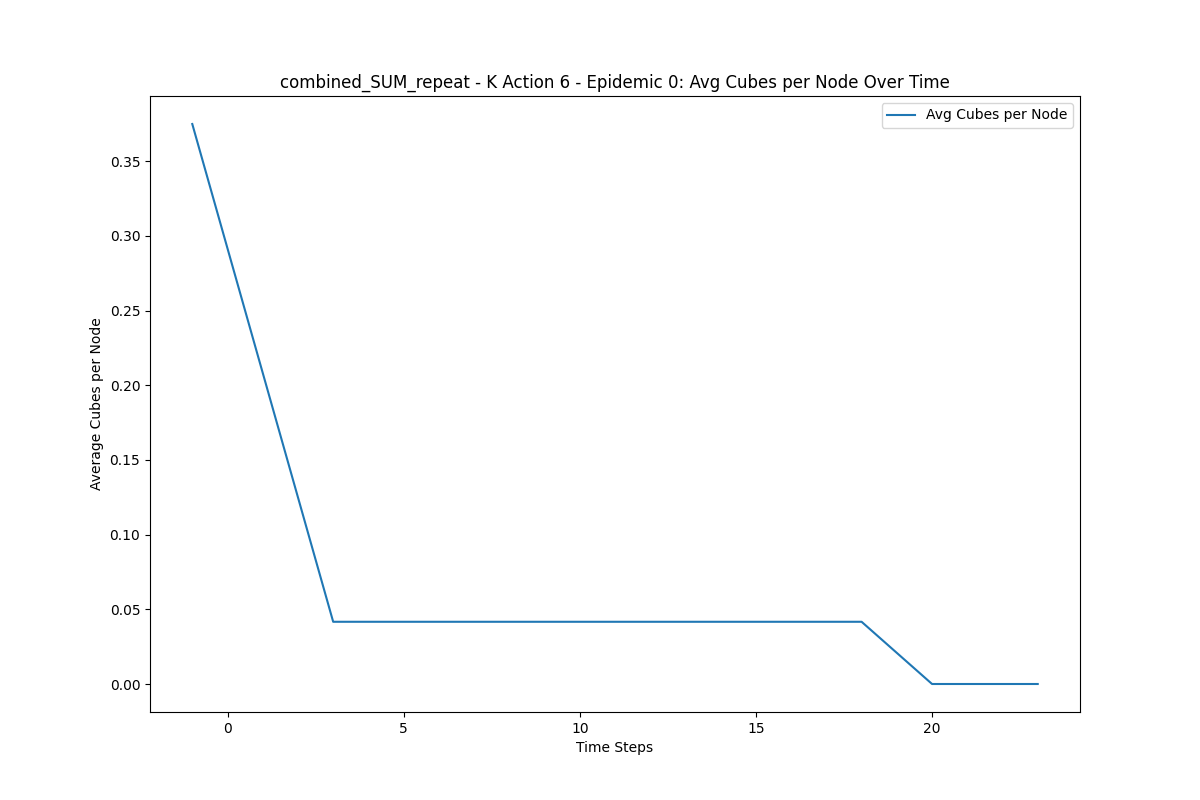 combined_SUM_repeat - K Action 6 - Epidemic 0: Avg Cubes per Node Over Time
Avg Cubes per Node
Average Cubes per Node
0.35
0.30
0.25
0.20
0.15
0.10
0.05
0.00
0 5 10 15 20
Time Steps